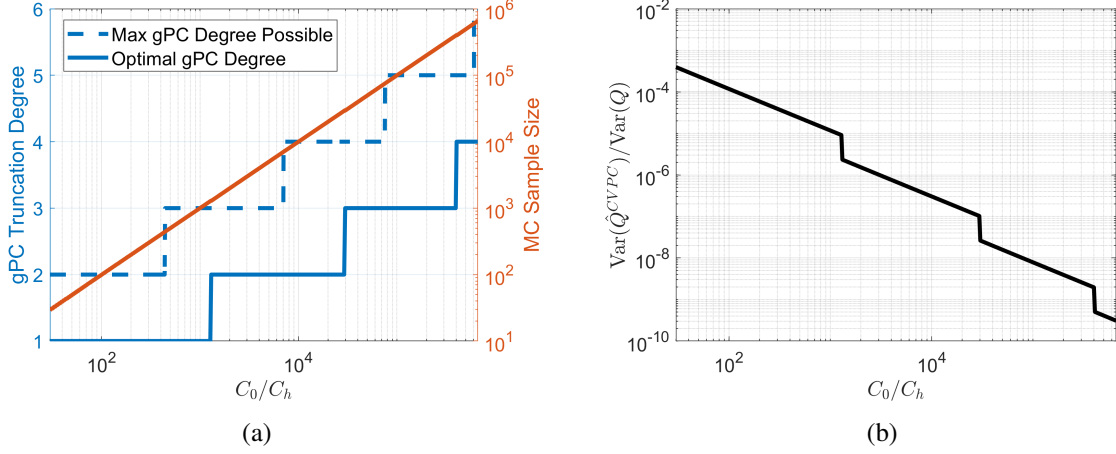 Max gPC Degree Possible
Optimal gPC Degree
gPC Truncation Degree
6
5
4
3
2
1
10^2
10^4
C_0/C_h
MC Sample Size
10^6
10^5
10^4
10^3
10^2
10^1
(a)
Var(Q̂^{CVPC})/Var(Q)
10^-2
10^-4
10^-6
10^-8
10^-10
10^2
10^4
C_0/C_h
(b)